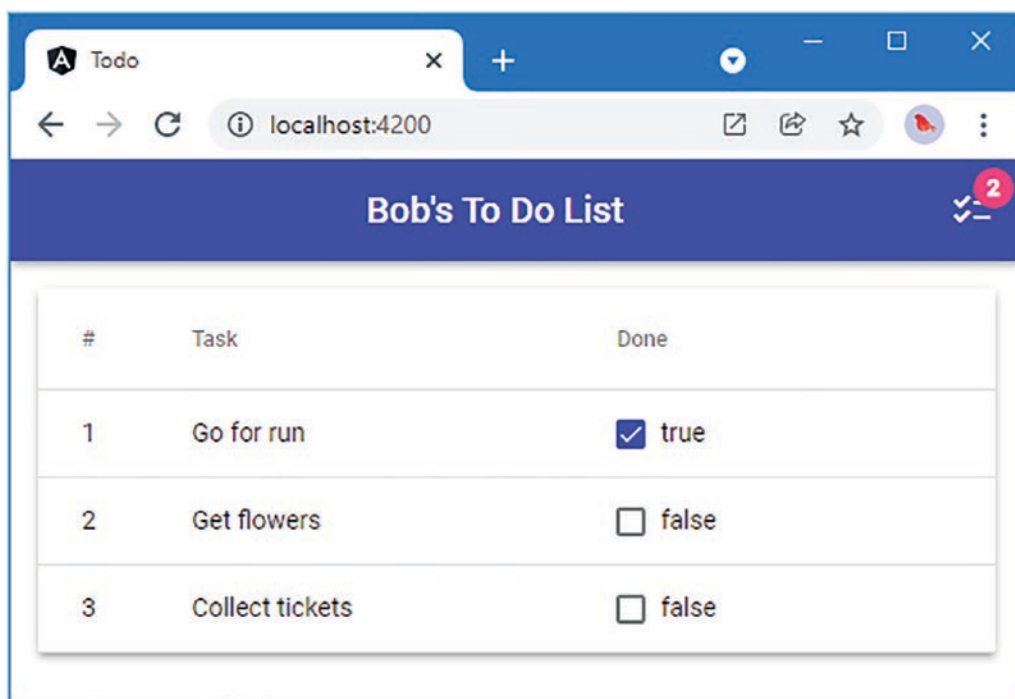 Todo
localhost:4200
Bob's To Do List 2
# Task Done
1 Go for run true
2 Get flowers false
3 Collect tickets false